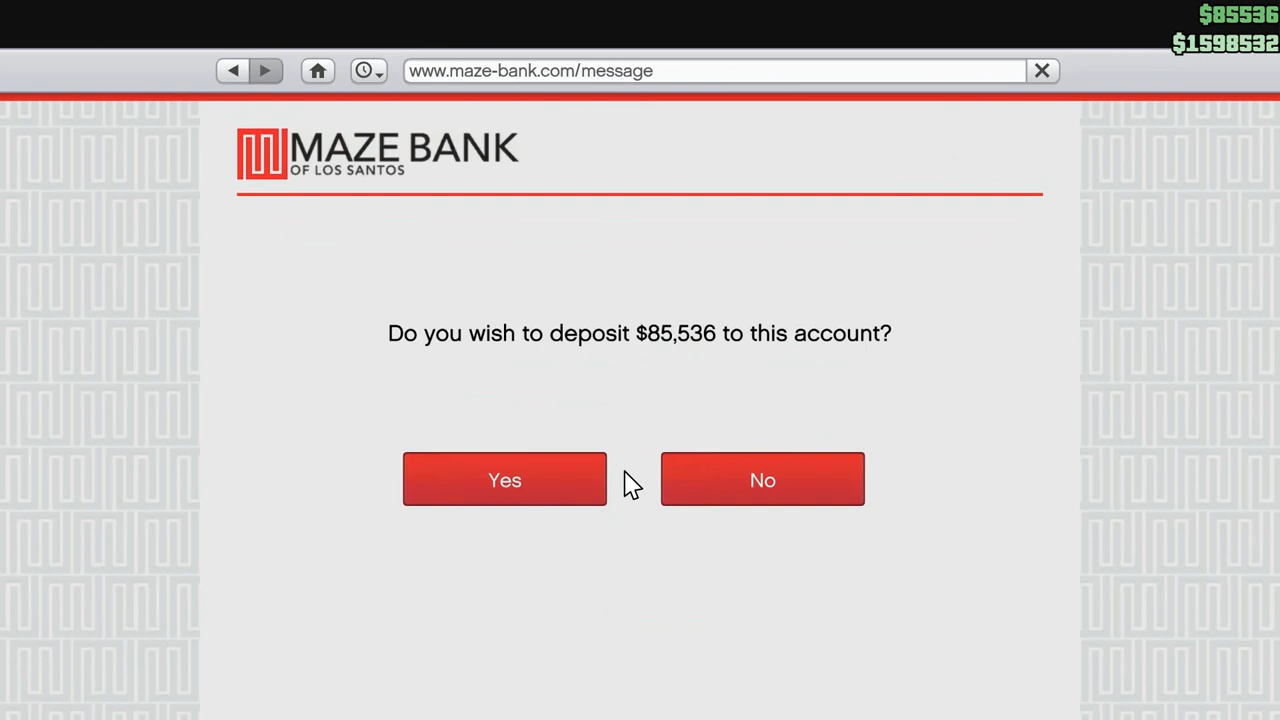 $85536
$1598532
www.maze-bank.com/message
MAZE BANK
OF LOS SANTOS
Do you wish to deposit $85,536 to this account?
Yes
No